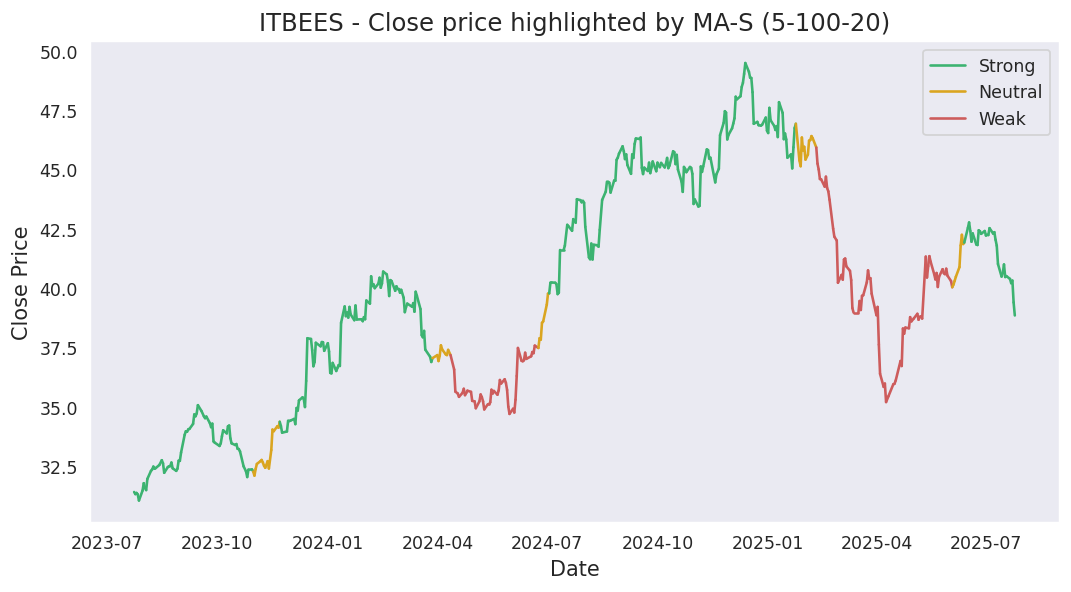 ITBEES - Close price highlighted by MA-S (5-100-20)
Strong
Neutral
Weak
Close Price
50.0
47.5
45.0
42.5
40.0
37.5
35.0
32.5
2023-07 2023-10 2024-01 2024-04 2024-07 2024-10 2025-01 2025-04 2025-07
Date